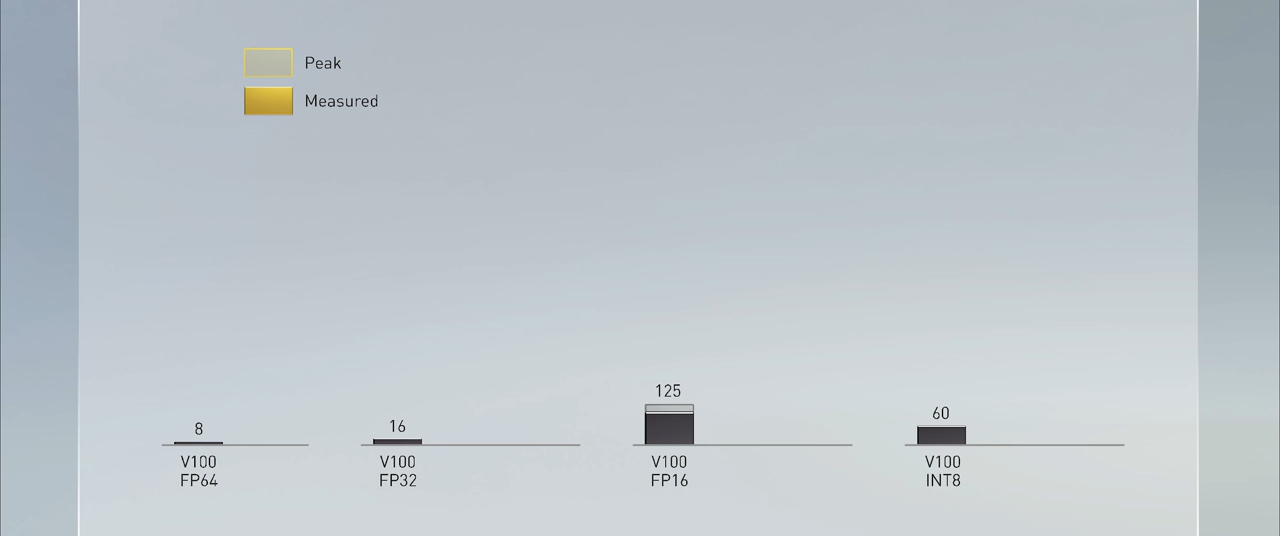 Peak
Measured
8
16
125
60
V100
FP64
V100
FP32
V100
FP16
V100
INT8